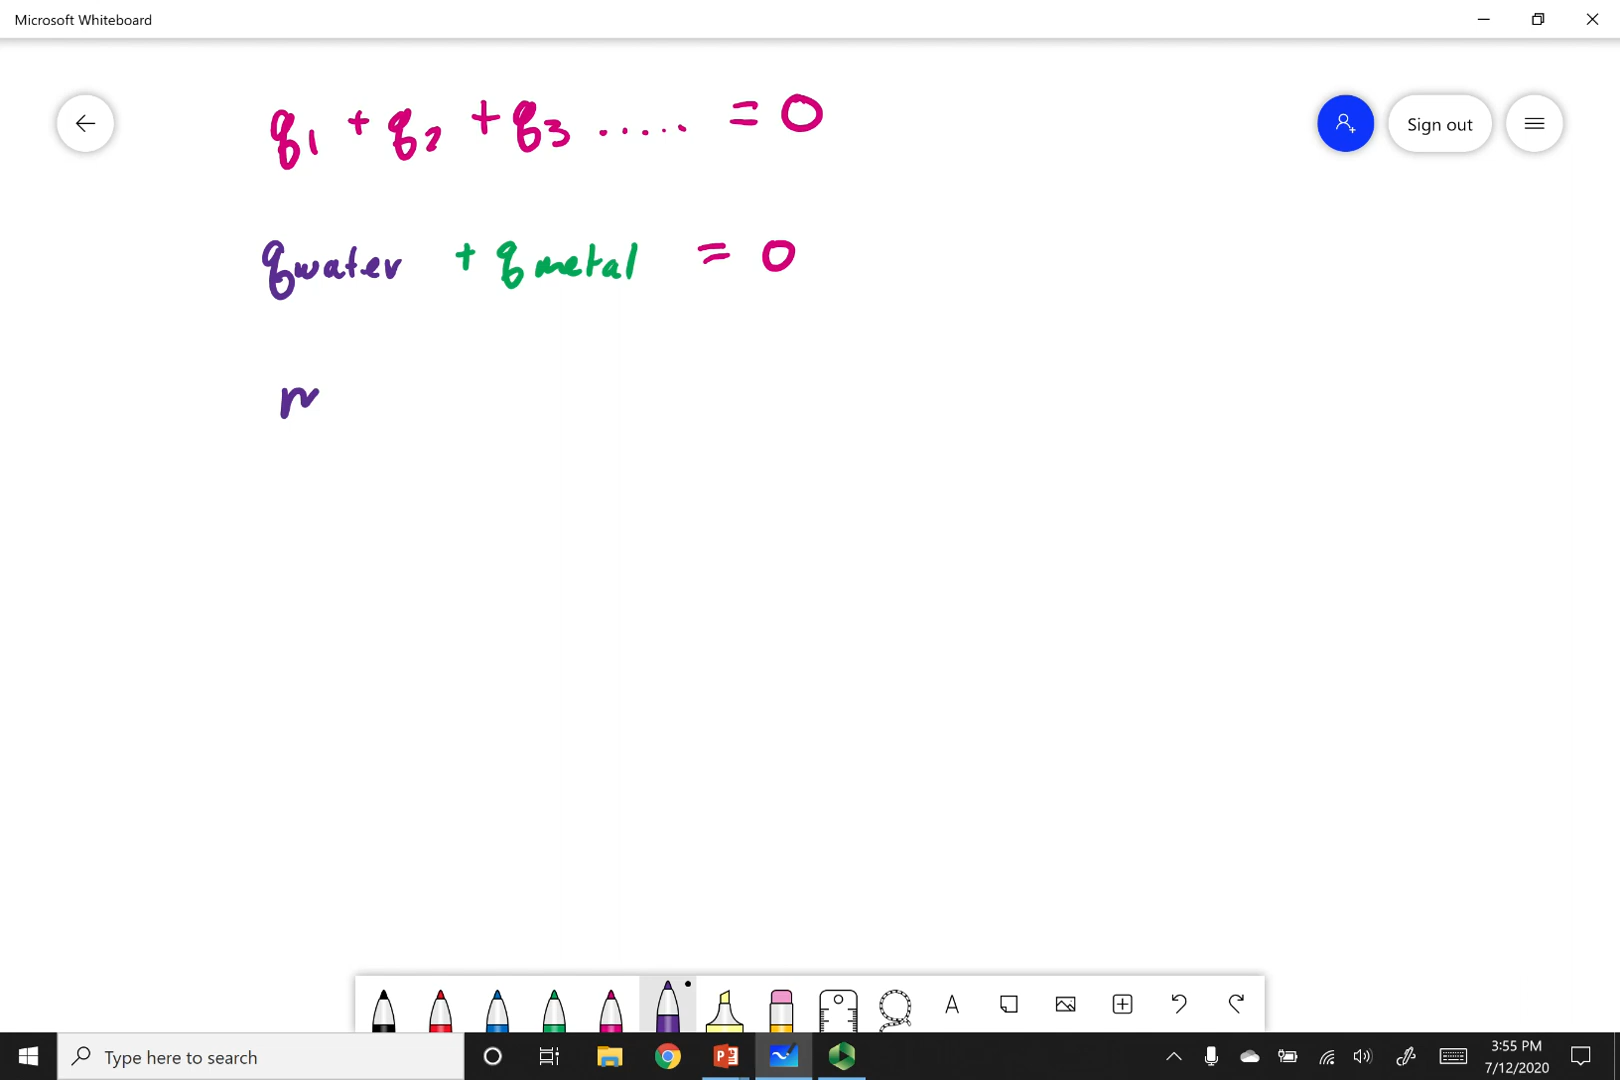 Microsoft Whiteboard
q1 + q2 + q3 ..... = 0
Sign out
qwater + qmetal = 0
m
A
Type here to search
3:55 PM
7/12/2020